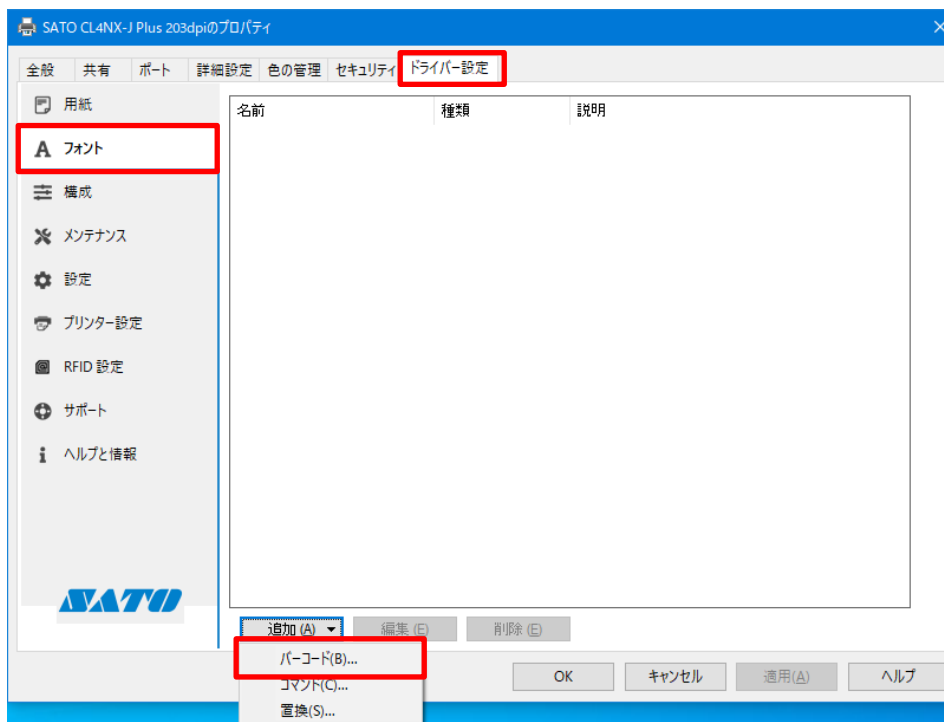 SATO CL4NX-J Plus 203dpiのプロパティ
全般 共有 ポート 詳細設定 色の管理 セキュリティ ドライバー設定
用紙
フォント
構成
メンテナンス
設定
プリンター設定
RFID 設定
サポート
ヘルプと情報
SATO
名前 種類 説明
追加 (A) 編集 (E) 削除 (E)
バーコード(B)...
コマンド(C)...
置換(S)...
OK キャンセル 適用(A) ヘルプ